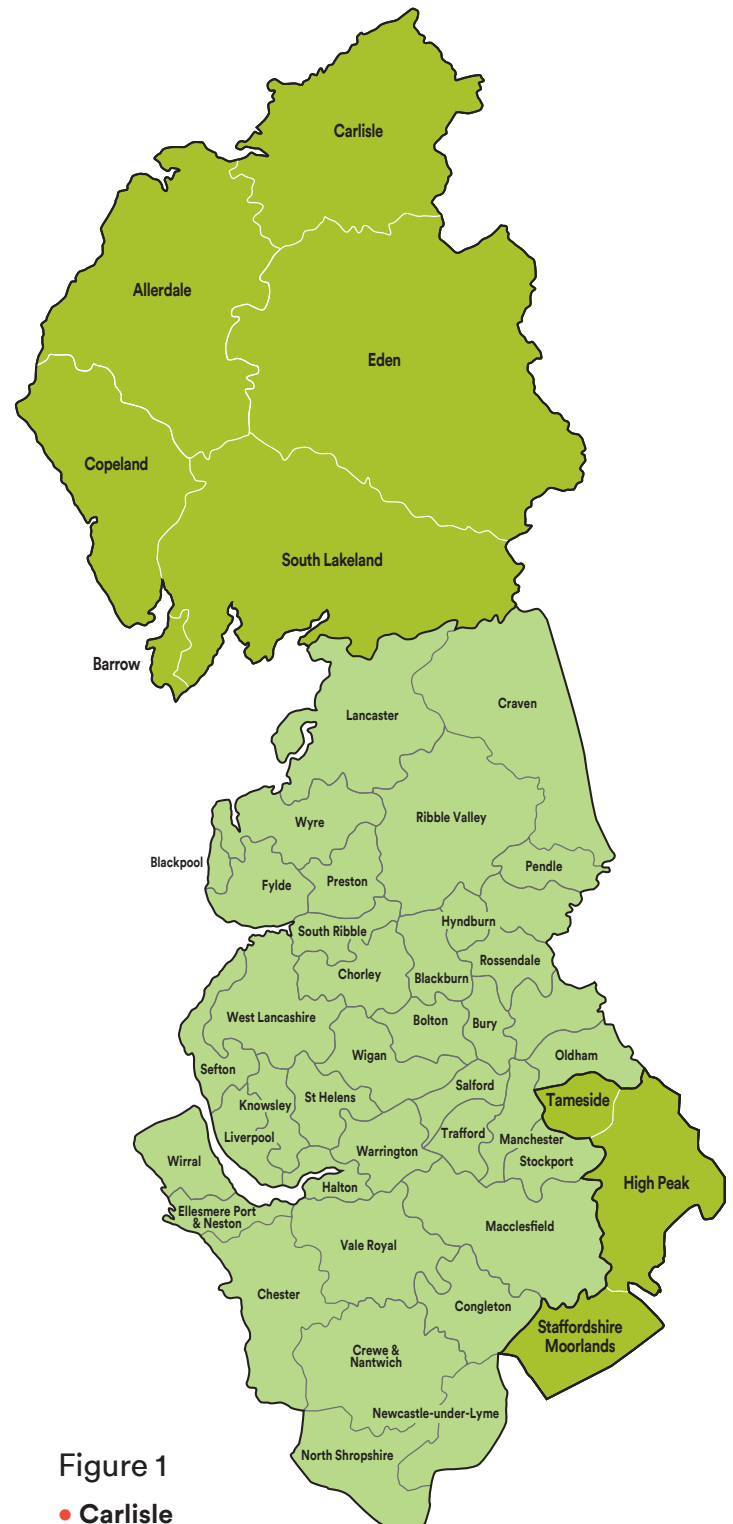 Carlisle
Allerdale
Eden
Copeland
South Lakeland
Barrow
Lancaster
Craven
Ribble Valley
Wyre
Blackpool
Pendle
Fylde
Preston
Hyndburn
South Ribble
Rossendale
Chorley
Blackburn
West Lancashire
Bolton
Bury
Wigan
Oldham
Sefton
Salford
St Helens
Tameside
Knowsley
Liverpool
Trafford
Manchester
Warrington
Stockport
Wirral
High Peak
Halton
Ellesmere Port
& Neston
Macclesfield
Vale Royal
Chester
Congleton
Staffordshire
Moorlands
Crewe &
Nantwich
Newcastle-under-Lyme
North Shropshire
Figure 1
• Carlisle